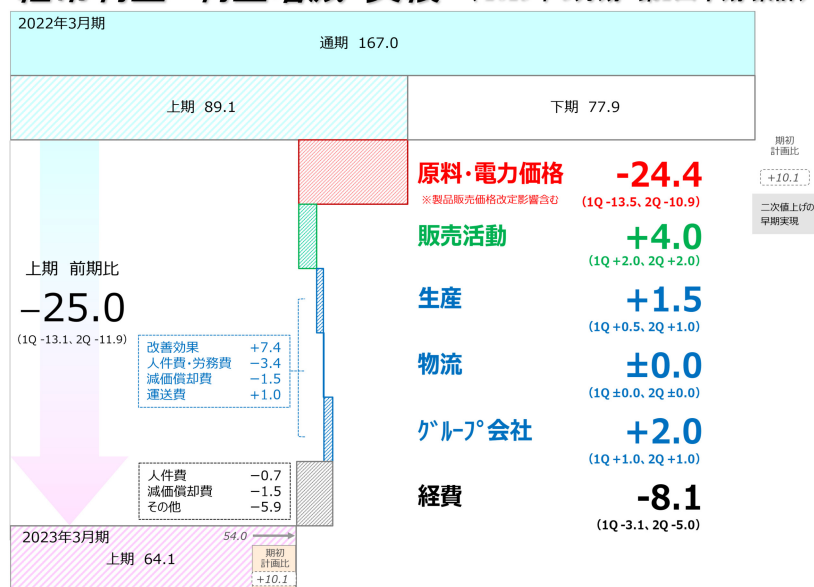 2022年3月期
通期 167.0
上期 89.1
下期 77.9
期初
計画比
+10.1
二次値上げの
早期実現
原料・電力価格 -24.4
※製品販売価格改定影響含む (1Q -13.5、2Q -10.9)
販売活動 +4.0
(1Q +2.0、2Q +2.0)
上期 前期比
−25.0
(1Q -13.1、2Q -11.9)
生産 +1.5
(1Q +0.5、2Q +1.0)
改善効果 +7.4
人件費・労務費 −3.4
減価償却費 −1.5
運送費 +1.0
物流 ±0.0
(1Q ±0.0、2Q ±0.0)
グループ会社 +2.0
(1Q +1.0、2Q +1.0)
人件費 −0.7
減価償却費 −1.5
その他 −5.9
経費 -8.1
(1Q -3.1、2Q -5.0)
2023年3月期
54.0
上期 64.1
期初
計画比
+10.1